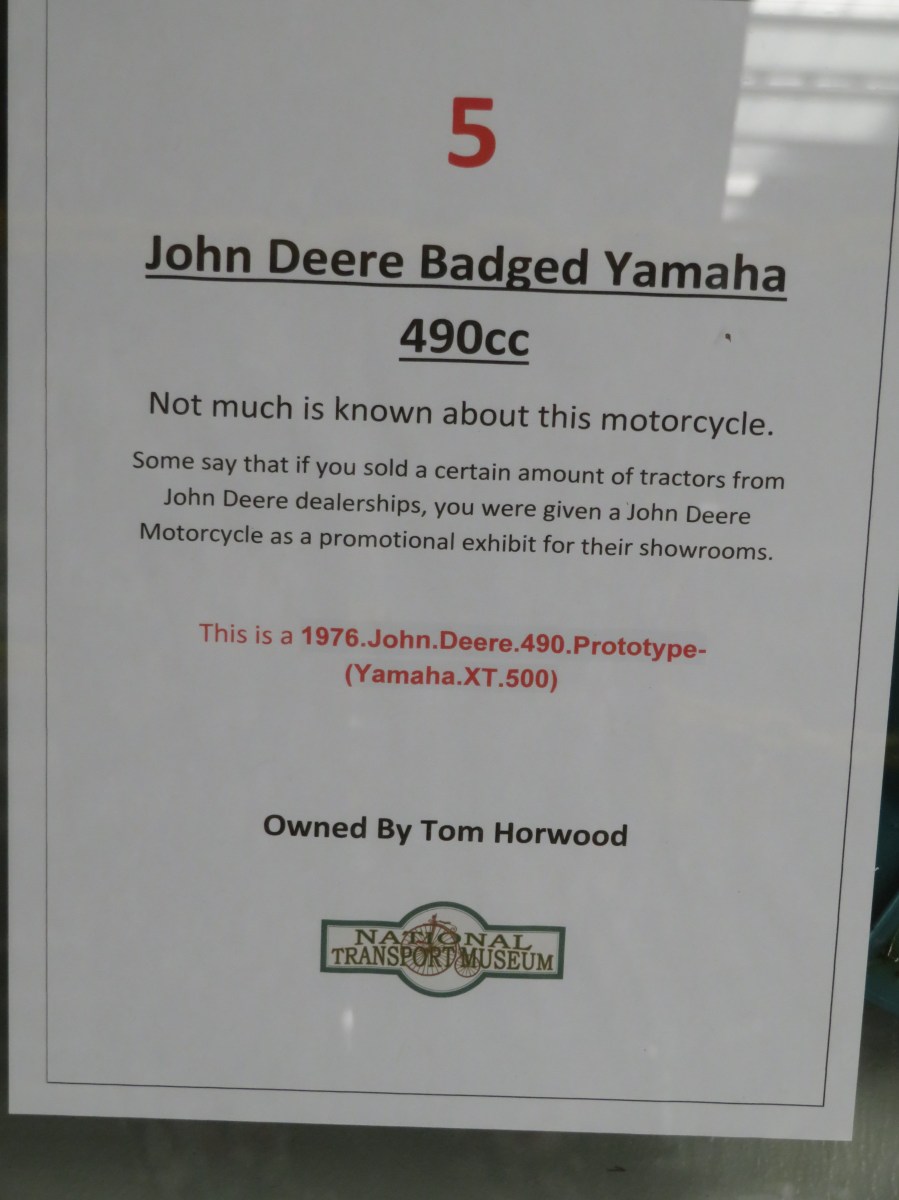 5
John Deere Badged Yamaha
490cc
Not much is known about this motorcycle.
Some say that if you sold a certain amount of tractors from
John Deere dealerships, you were given a John Deere
Motorcycle as a promotional exhibit for their showrooms.
This is a 1976.John.Deere.490.Prototype-
(Yamaha.XT.500)
Owned By Tom Horwood
NATIONAL
TRANSPORT MUSEUM